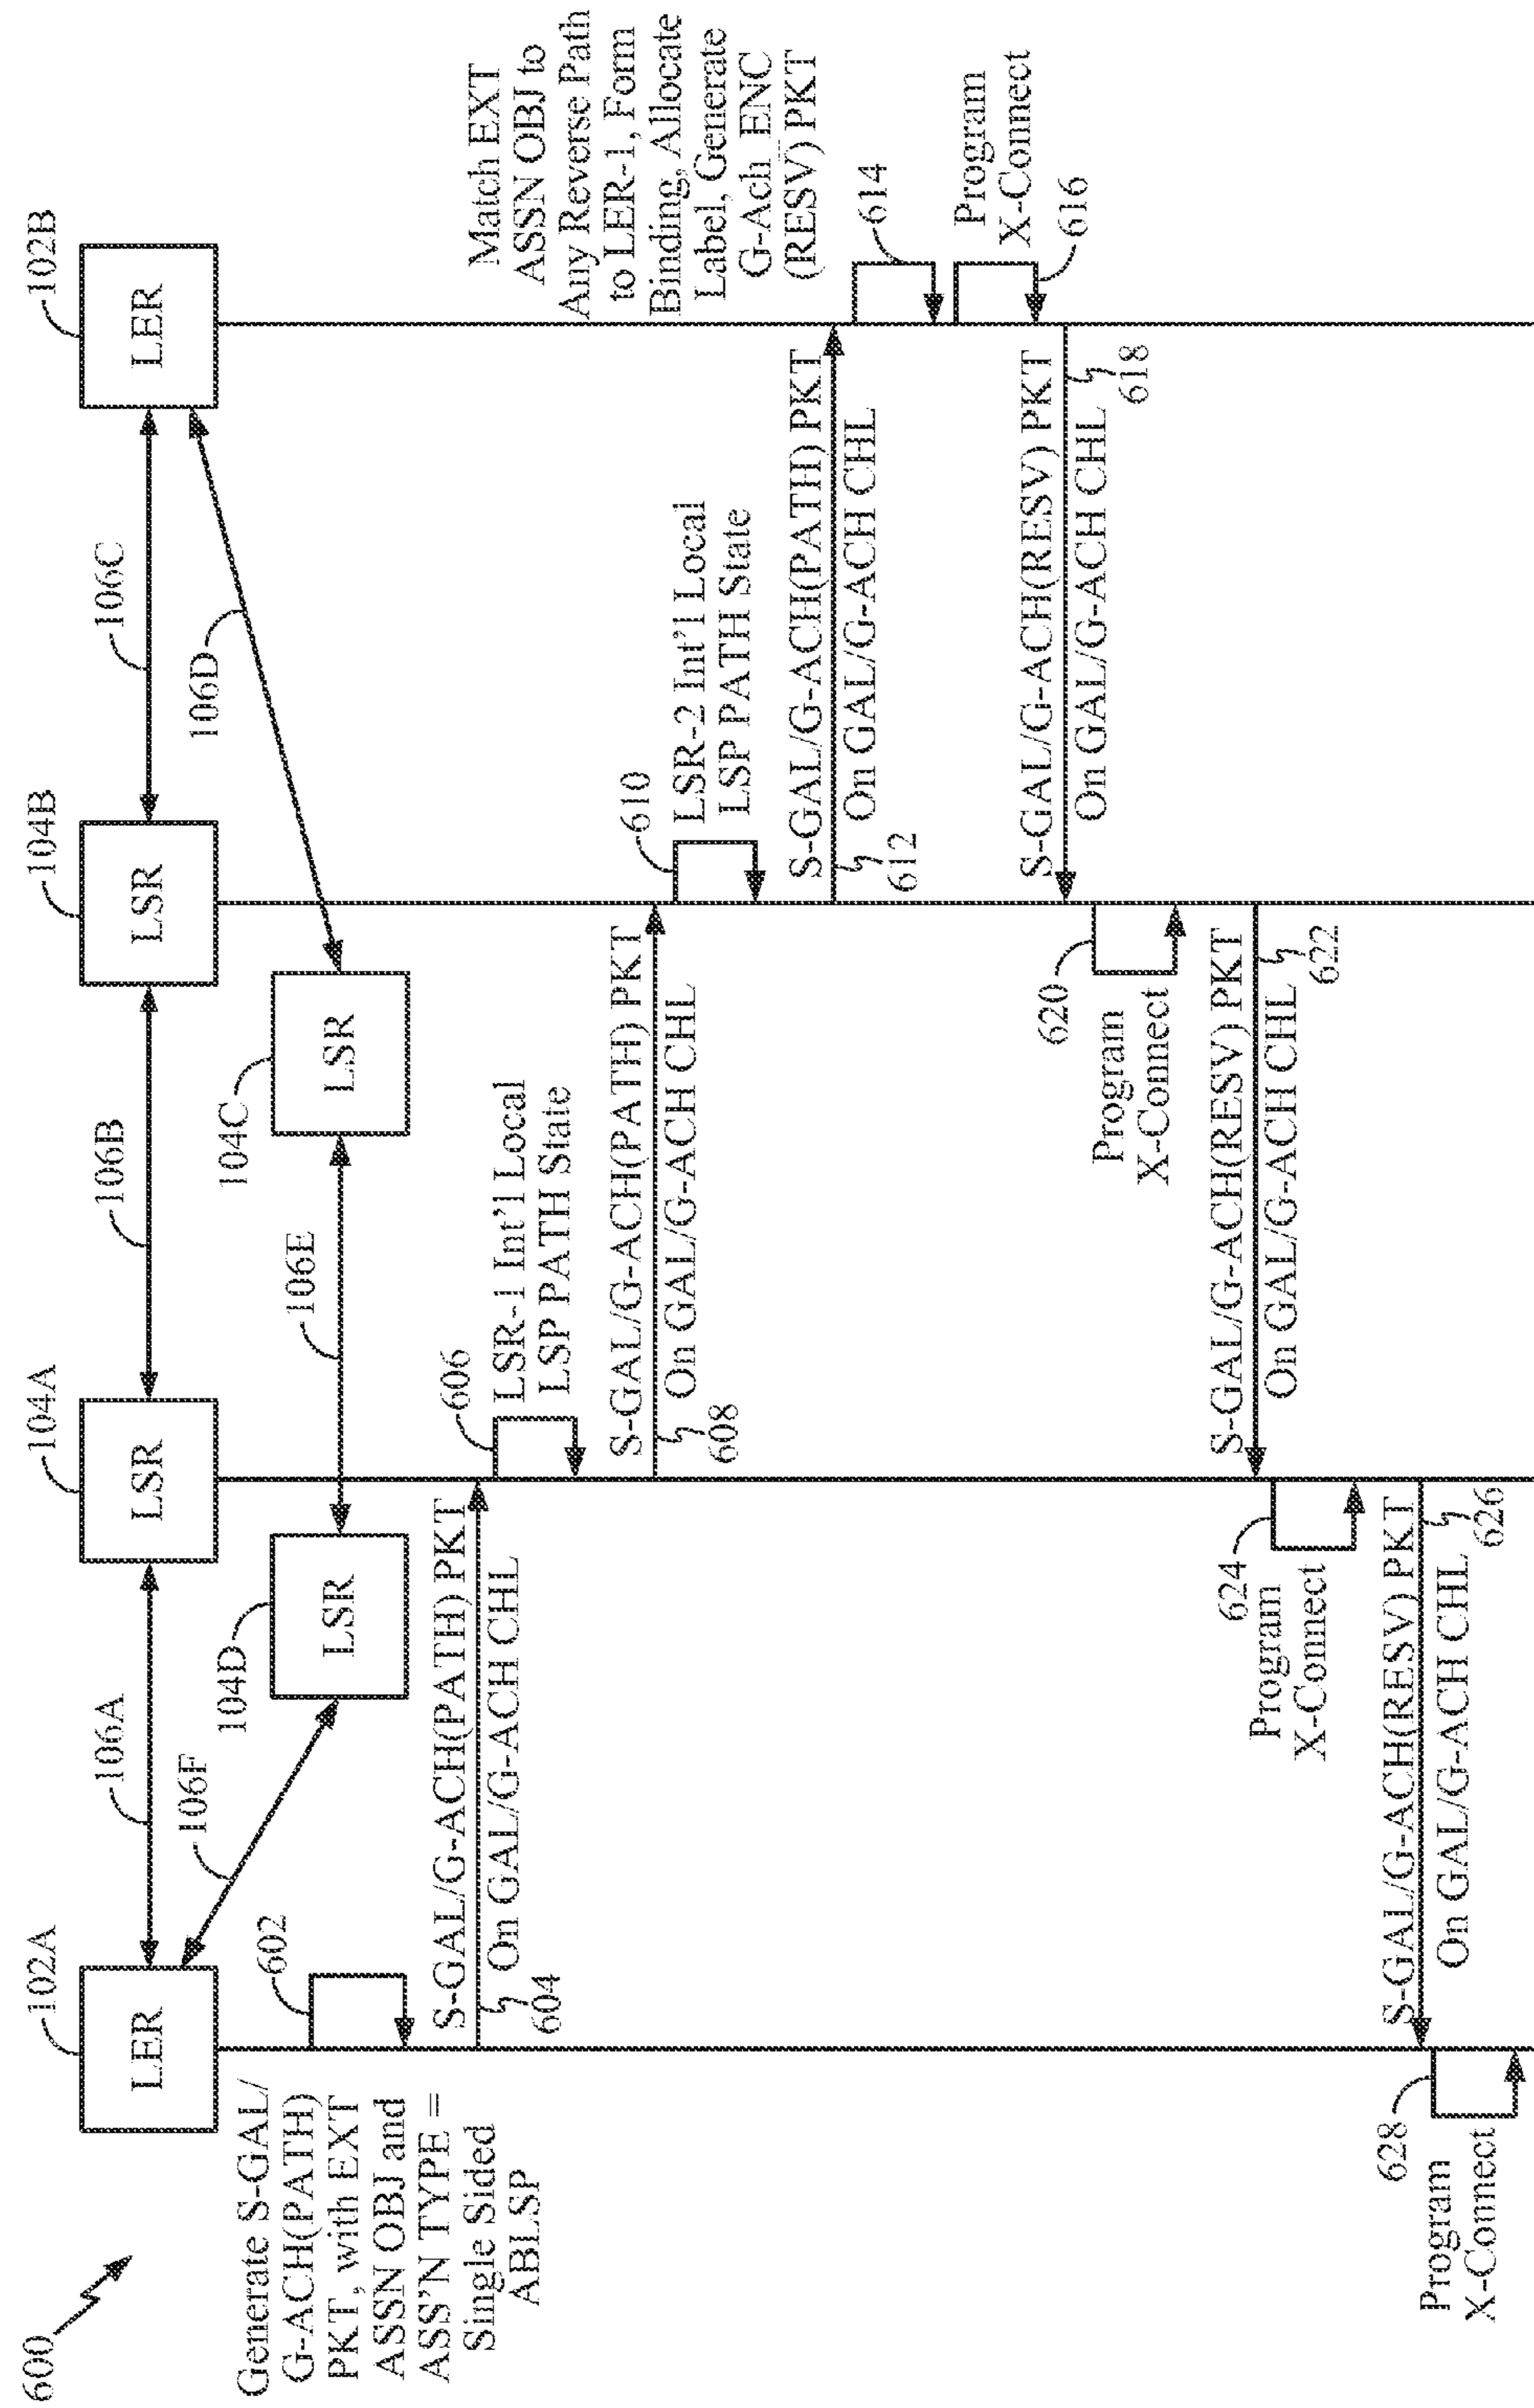 600
102A
LER
106A
104A
LSR
106B
104B
LSR
106C
102B
LER
106F
104D
LSR
106E
104C
LSR
106D
Generate S-GAL/
G-ACH(PATH)
PKT, with EXT
ASSN OBJ and
ASS'N TYPE =
Single Sided
ABLSP
602
S-GAL/G-ACH(PATH) PKT
On GAL/G-ACH CHL
604
606
LSR-1 Int'l Local
LSP PATH State
S-GAL/G-ACH(PATH) PKT
On GAL/G-ACH CHL
608
610
LSR-2 Int'l Local
LSP PATH State
S-GAL/G-ACH(PATH) PKT
On GAL/G-ACH CHL
612
Match EXT
ASSN OBJ to
Any Reverse Path
to LER-1, Form
Binding, Allocate
Label, Generate
G-Ach ENC
(RESV) PKT
614
Program
X-Connect
616
S-GAL/G-ACH(RESV) PKT
On GAL/G-ACH CHL
618
620
Program
X-Connect
S-GAL/G-ACH(RESV) PKT
On GAL/G-ACH CHL
622
624
Program
X-Connect
S-GAL/G-ACH(RESV) PKT
On GAL/G-ACH CHL
626
628
Program
X-Connect